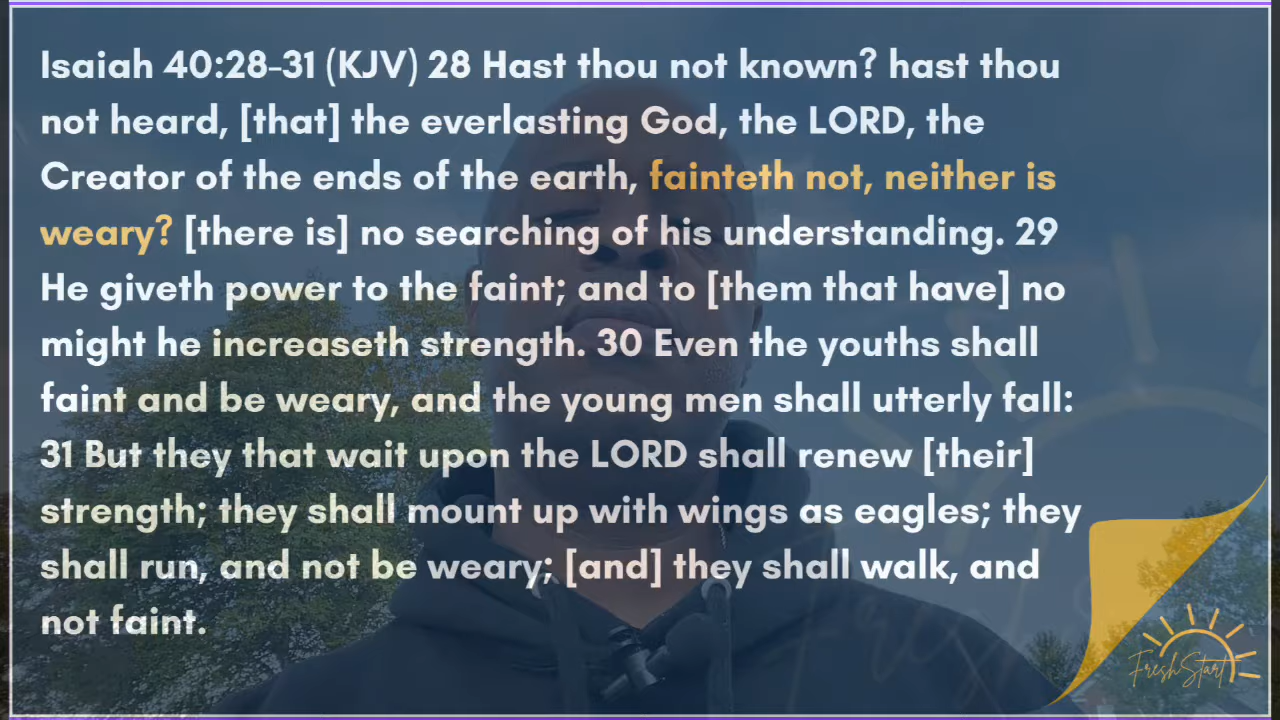 Isaiah 40:28-31 (KJV) 28 Hast thou not known? hast thou
not heard, [that] the everlasting God, the LORD, the
Creator of the ends of the earth, fainteth not, neither is
weary? [there is] no searching of his understanding. 29
He giveth power to the faint; and to [them that have] no
might he increaseth strength. 30 Even the youths shall
faint and be weary, and the young men shall utterly fall:
31 But they that wait upon the LORD shall renew [their]
strength; they shall mount up with wings as eagles; they
shall run, and not be weary; [and] they shall walk, and
not faint.
FreshStart